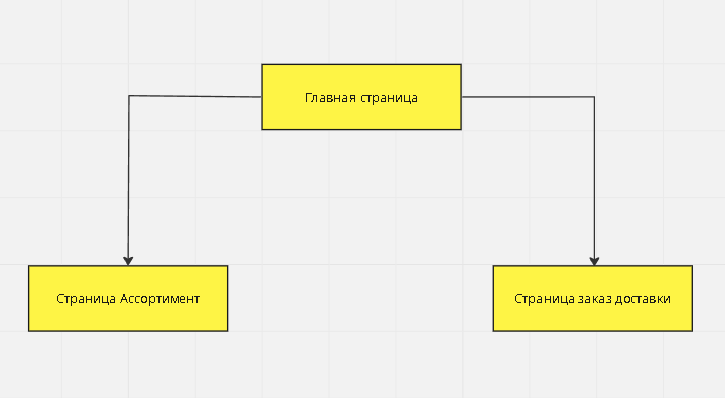 Главная страница
Страница Ассортимент
Страница заказ доставки